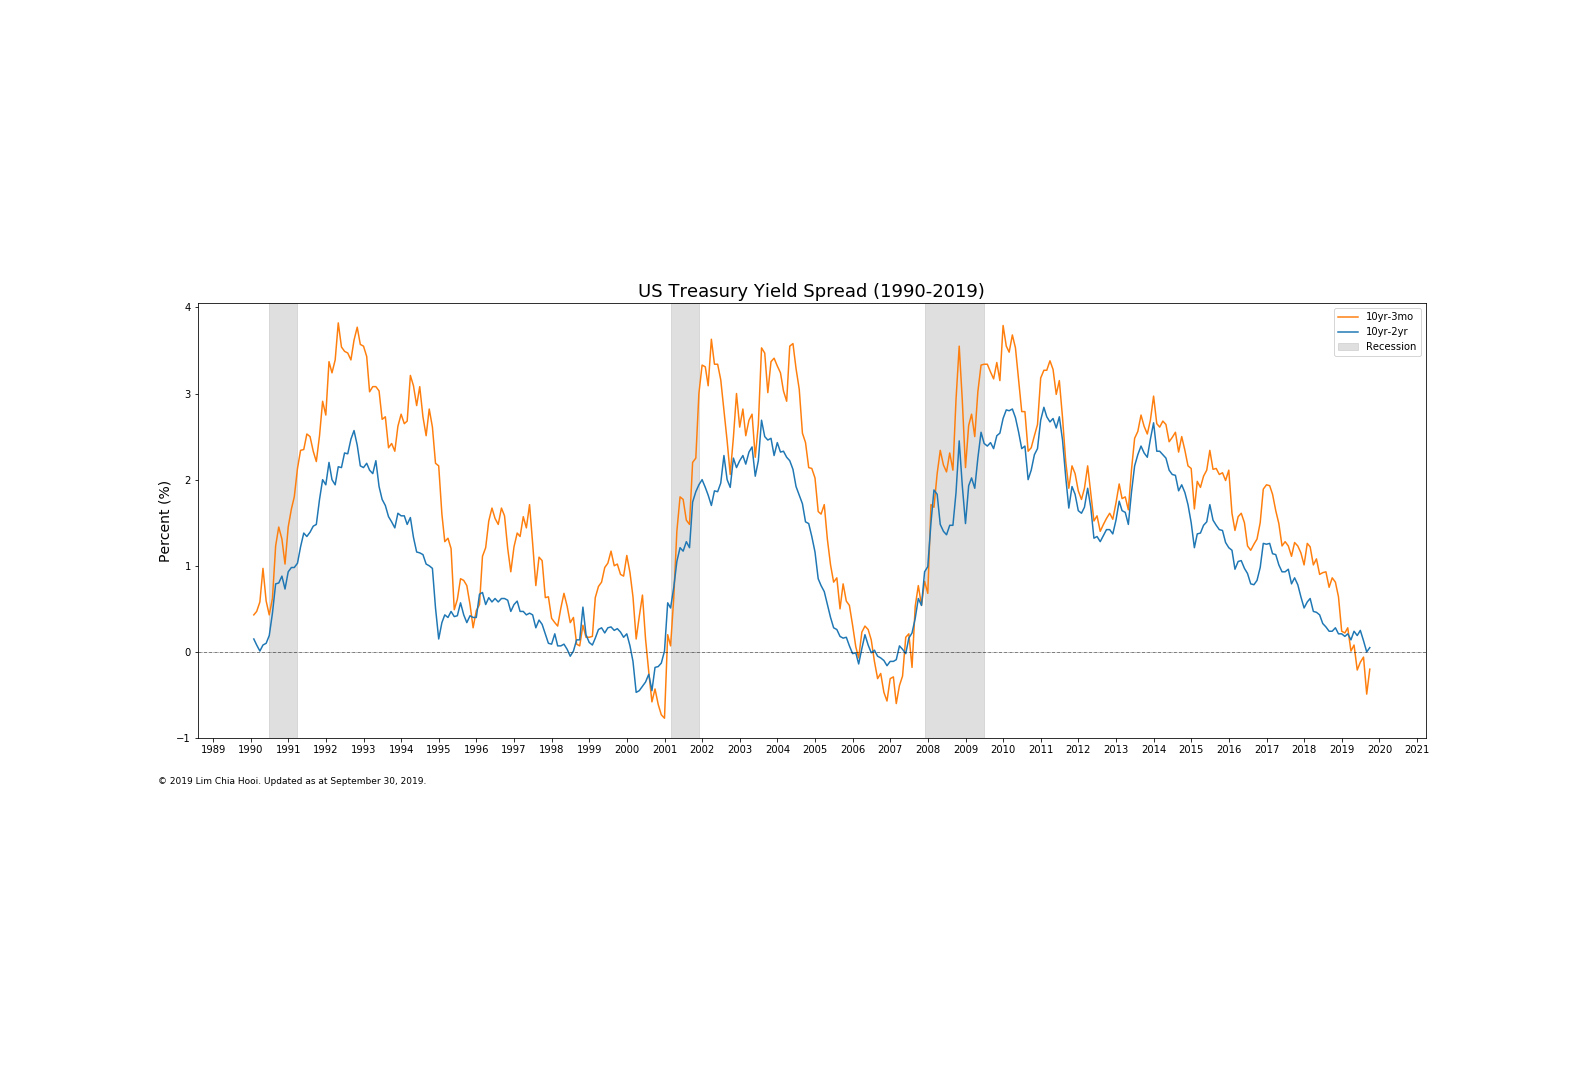 US Treasury Yield Spread (1990-2019)
4
3
2
1
0
−1
Percent (%)
10yr-3mo
10yr-2yr
Recession
1989 1990 1991 1992 1993 1994 1995 1996 1997 1998 1999 2000 2001 2002 2003 2004 2005 2006 2007 2008 2009 2010 2011 2012 2013 2014 2015 2016 2017 2018 2019 2020 2021
© 2019 Lim Chia Hooi. Updated as at September 30, 2019.